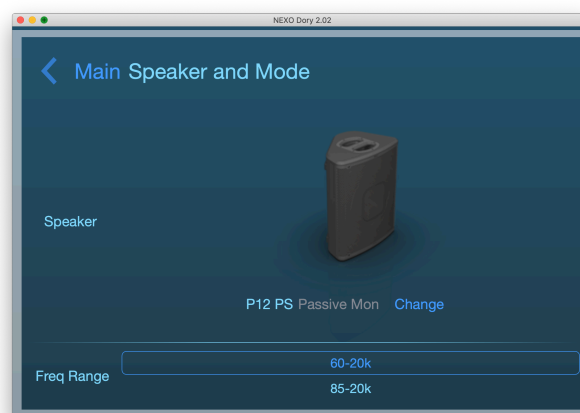 NEXO Dory 2.02
Main Speaker and Mode
Speaker
P12 PS Passive Mon Change
Freq Range
60-20k
85-20k